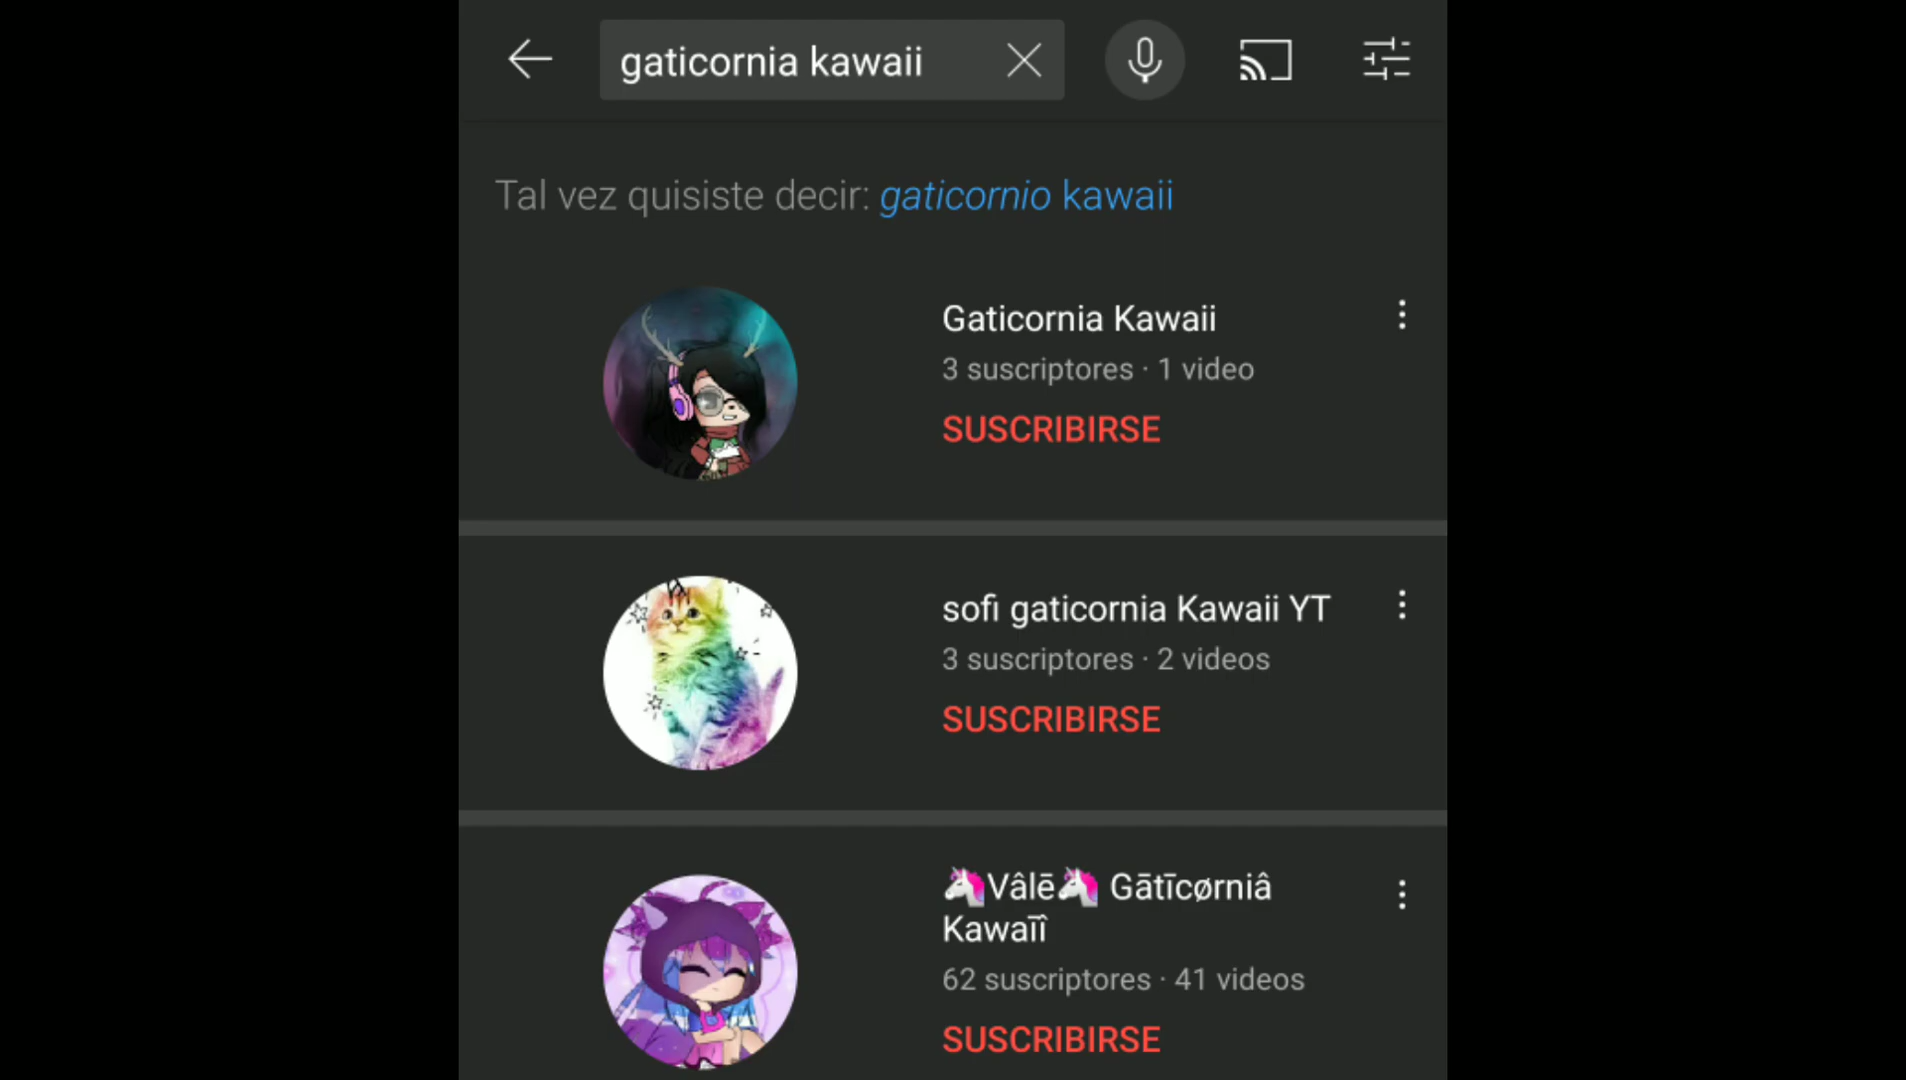 gaticornia kawaii
Tal vez quisiste decir: gaticornio kawaii
Gaticornia Kawaii
3 suscriptores · 1 video
SUSCRIBIRSE
sofi gaticornia Kawaii YT
3 suscriptores · 2 videos
SUSCRIBIRSE
🦄Vâlē🦄 Gātīcørniâ
Kawaīî
62 suscriptores · 41 videos
SUSCRIBIRSE